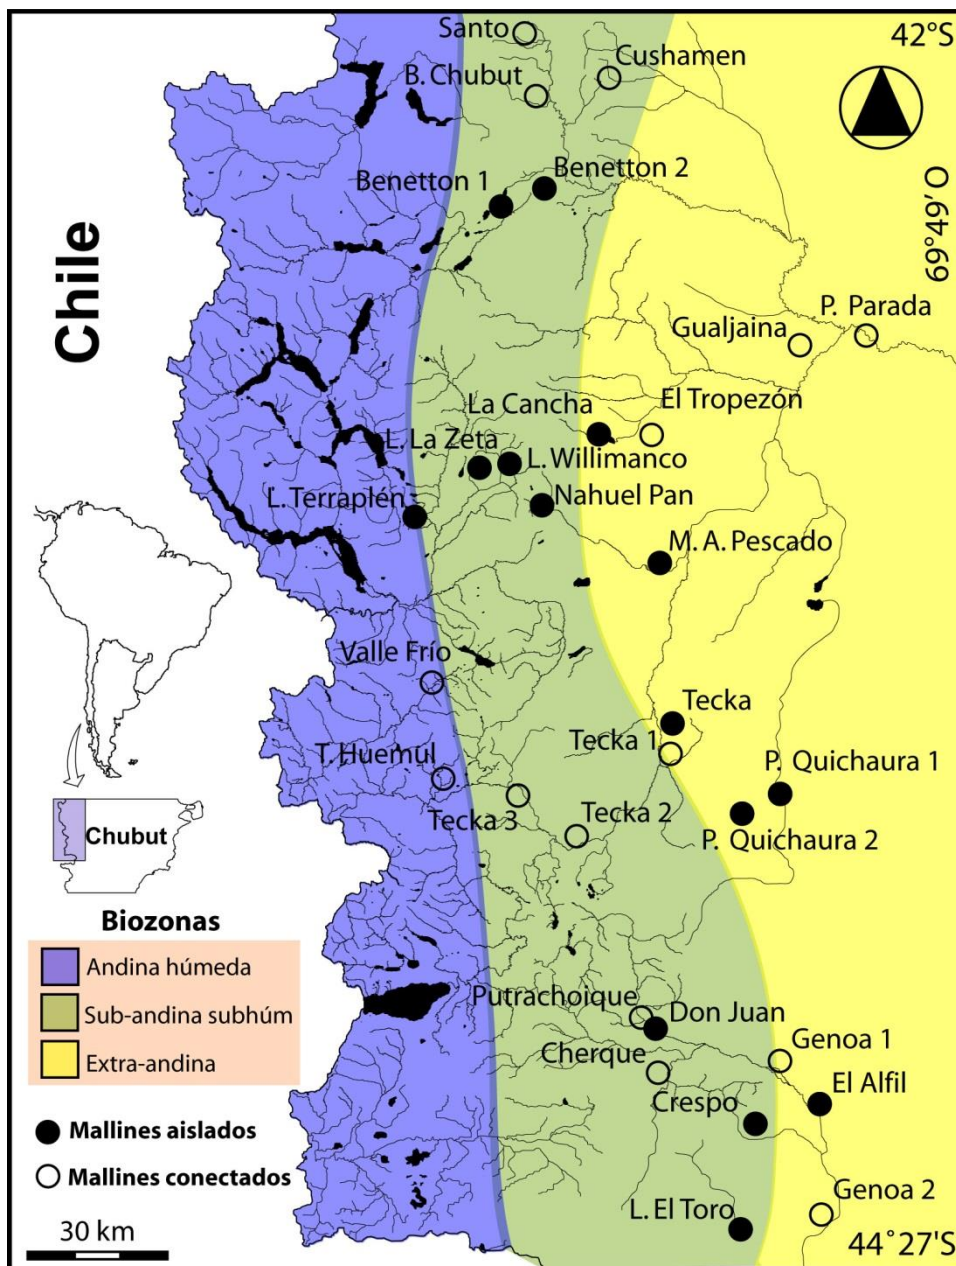 Santo
42°S
Cushamen
B. Chubut
Benetton 2
Benetton 1
69°49′O
Chile
P. Parada
Gualjaina
La Cancha
El Tropezón
L. La Zeta
L. Willimanco
L. Terraplén
Nahuel Pan
M. A. Pescado
Valle Frío
Tecka
Tecka 1
T. Huemul
P. Quichaura 1
Tecka 3
Tecka 2
P. Quichaura 2
Chubut
Biozonas
Andina húmeda
Sub-andina subhúm
Extra-andina
Putrachoique
Don Juan
Genoa 1
Cherque
El Alfil
Crespo
Mallines aislados
Mallines conectados
Genoa 2
L. El Toro
30 km
44°27'S